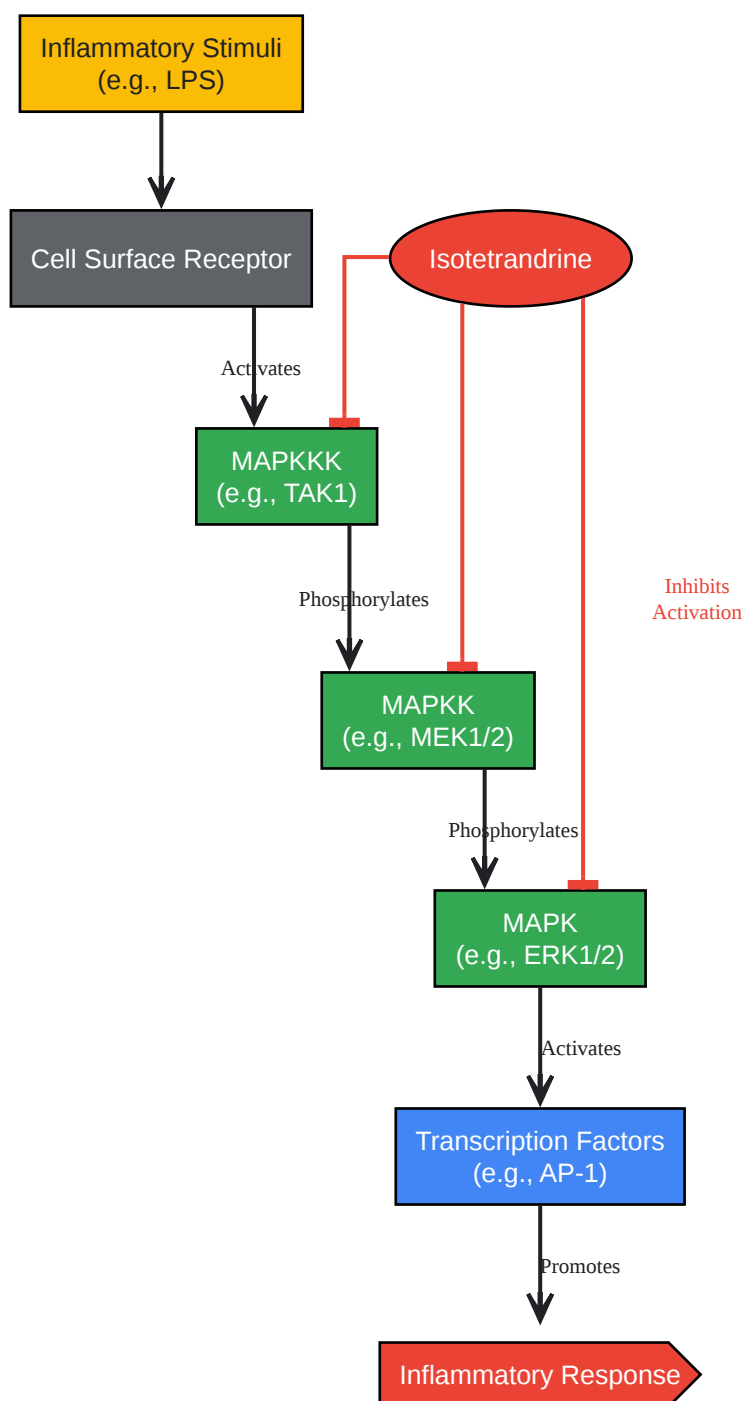 Inflammatory Stimuli
(e.g., LPS)
Cell Surface Receptor
Isotetrandrine
Activates
MAPKKK
(e.g., TAK1)
Phosphorylates
Inhibits
Activation
MAPKK
(e.g., MEK1/2)
Phosphorylates
MAPK
(e.g., ERK1/2)
Activates
Transcription Factors
(e.g., AP-1)
Promotes
Inflammatory Response